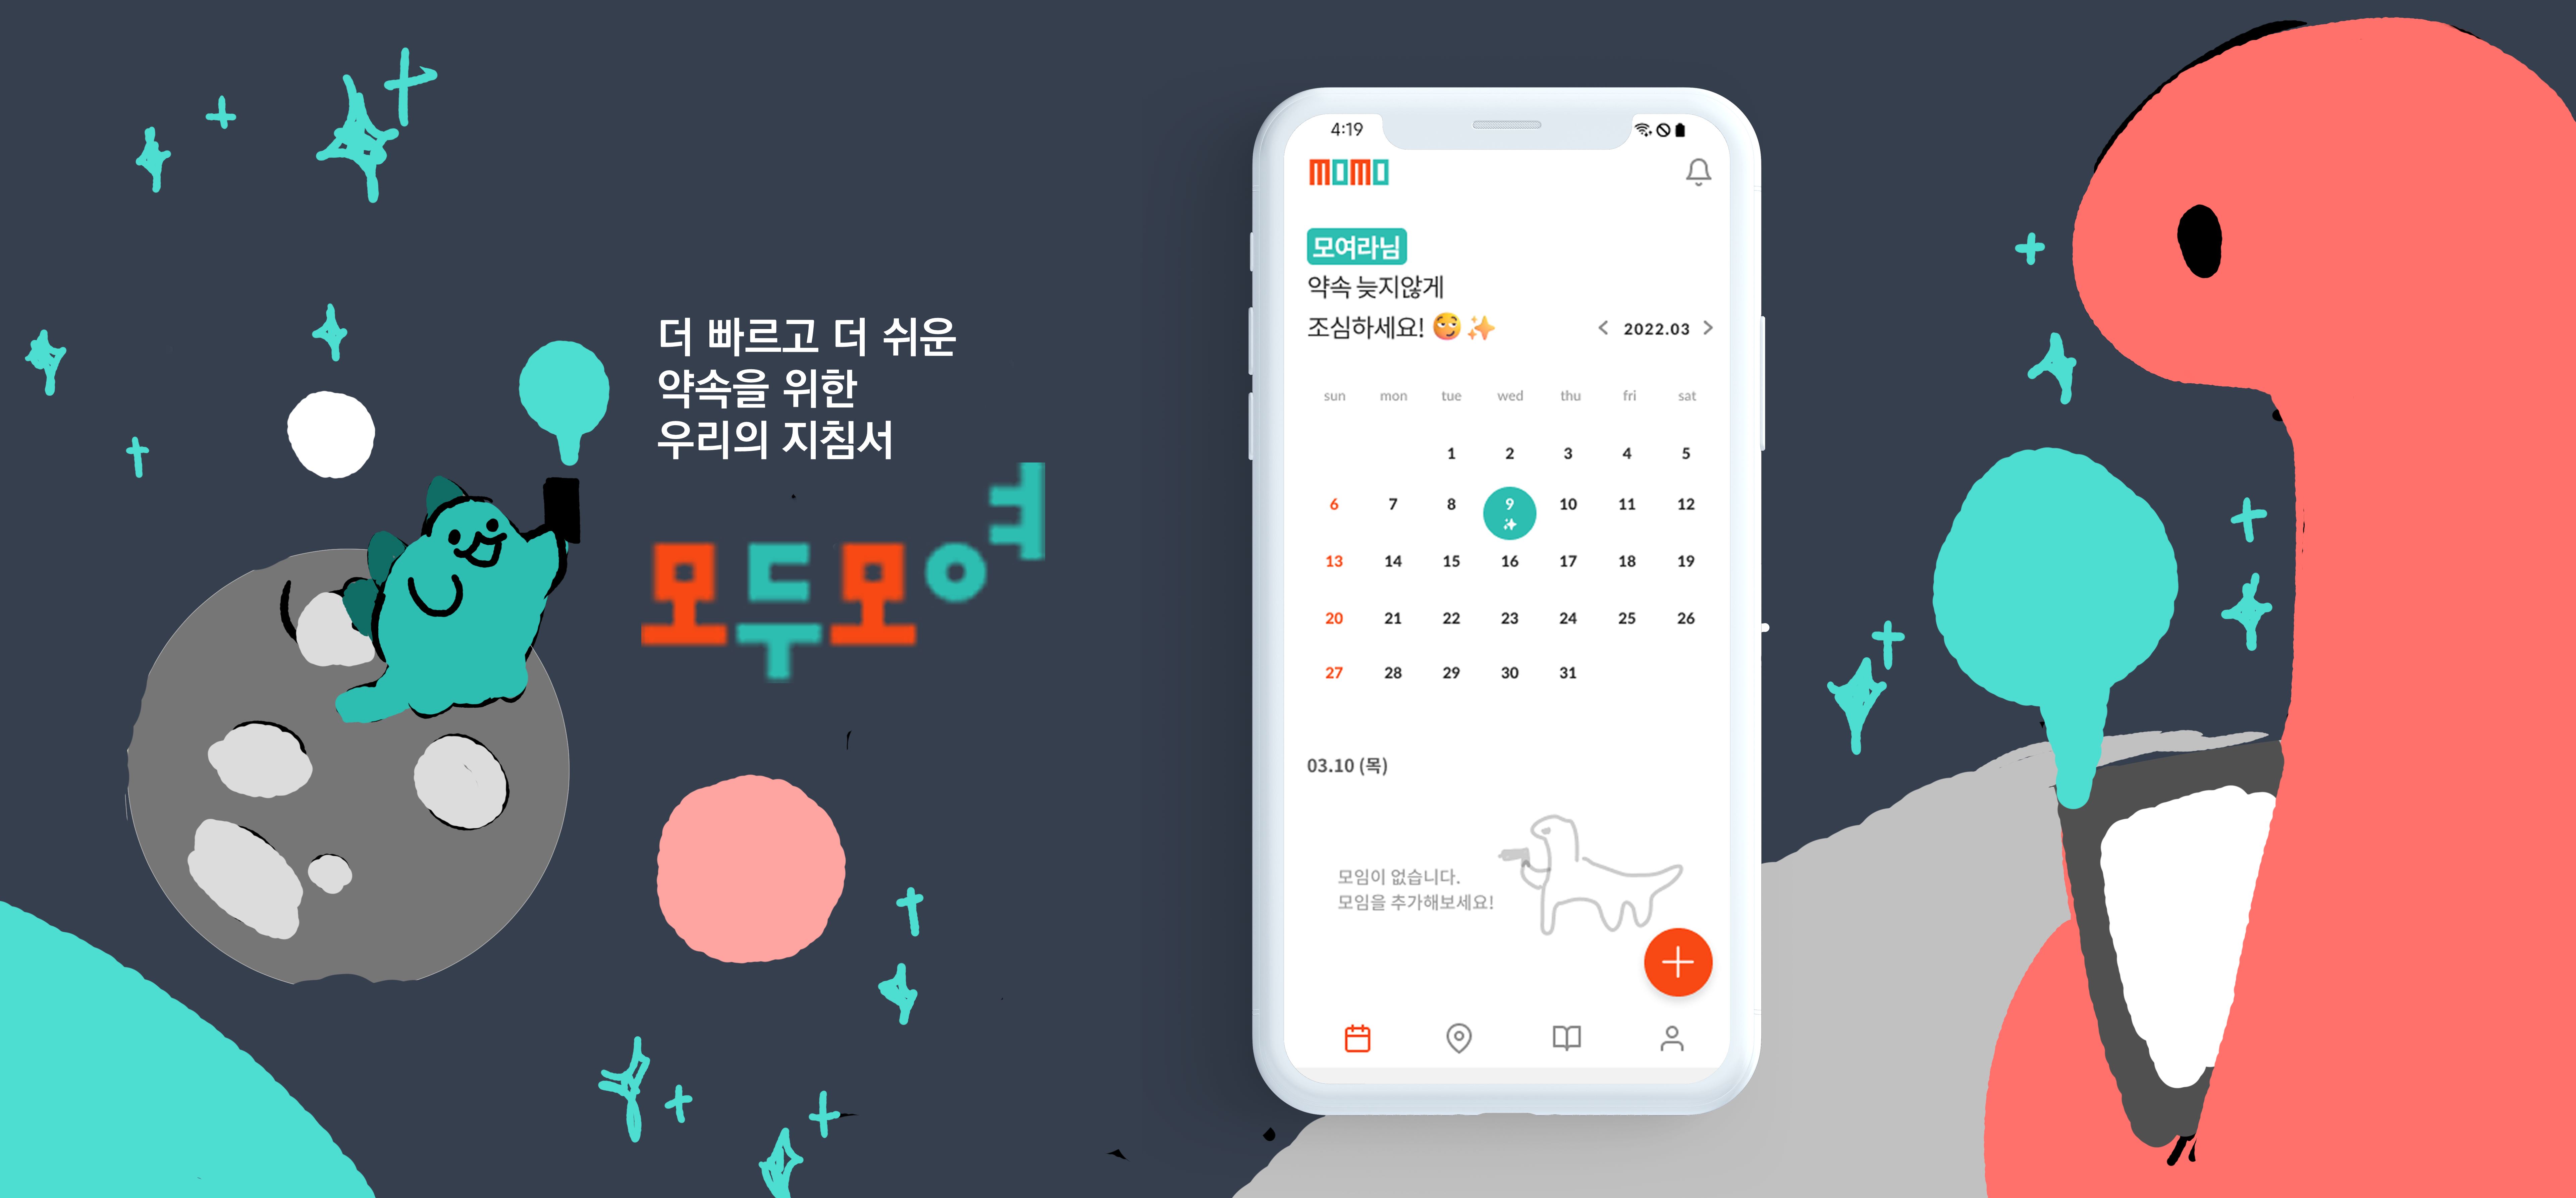 더 빠르고 더 쉬운
약속을 위한
우리의 지침서
모두모여
4:19
momo
모여라님
약속 늦지않게
조심하세요! 🙄✨
< 2022.03 >
sun mon tue wed thu fri sat
1 2 3 4 5
6 7 8 9 10 11 12
13 14 15 16 17 18 19
20 21 22 23 24 25 26
27 28 29 30 31
03.10 (목)
모임이 없습니다.
모임을 추가해보세요!